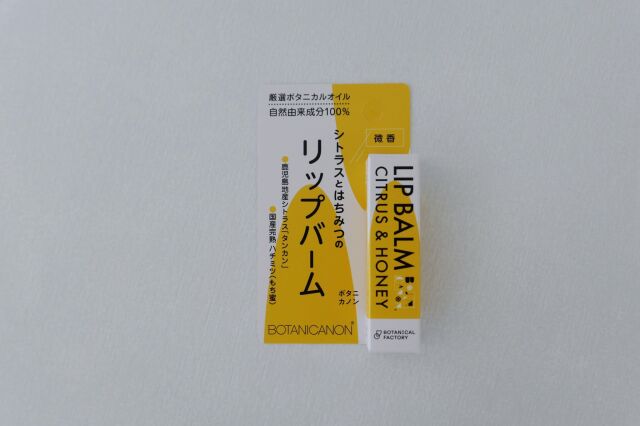 厳選ボタニカルオイル
自然由来成分100%
微香
シトラスとはちみつの
リップバーム
●鹿児島地産シトラス「タンカン」
●国産完熟ハチミツ(もち蜜)
ボタニ
カノン
BOTANICANON®
LIP BALM
CITRUS & HONEY
BOTANICAL
FACTORY